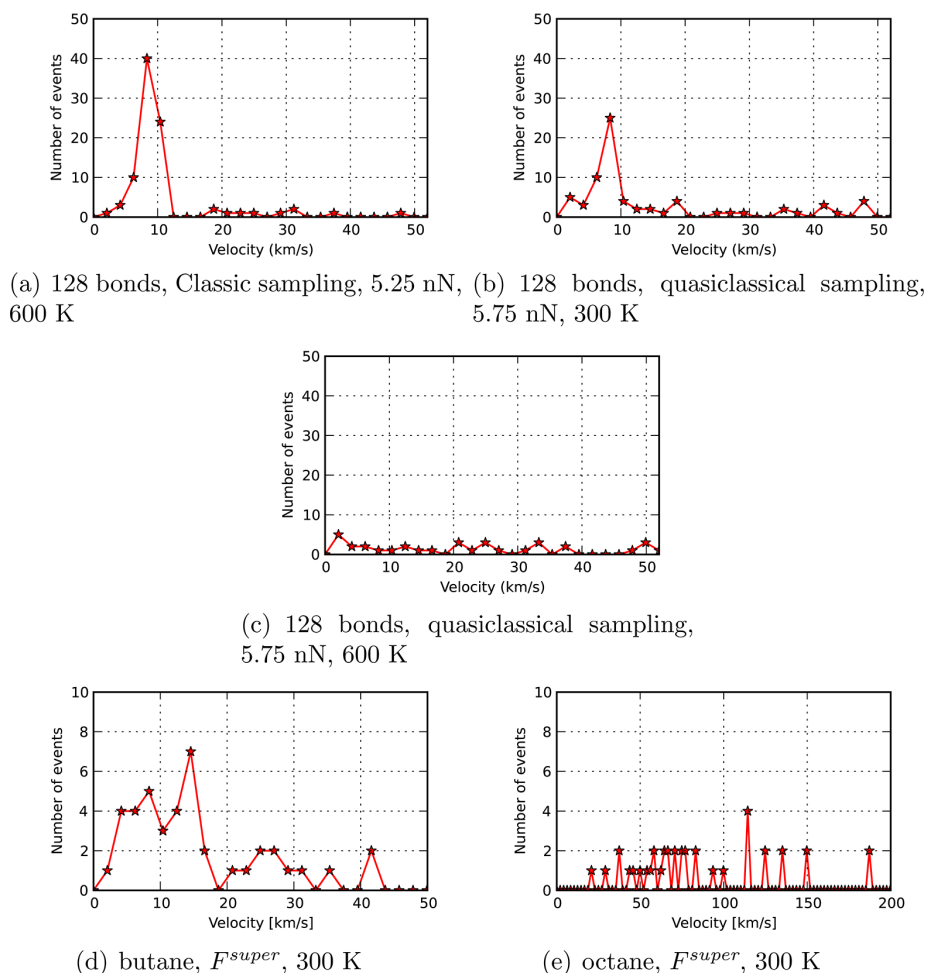 50
40
30
20
10
0
Number of events
0 10 20 30 40 50
Velocity (km/s)
(a) 128 bonds, Classic sampling, 5.25 nN,
600 K
50
40
30
20
10
0
Number of events
0 10 20 30 40 50
Velocity (km/s)
(b) 128 bonds, quasiclassical sampling,
5.75 nN, 300 K
50
40
30
20
10
0
Number of events
0 10 20 30 40 50
Velocity (km/s)
(c) 128 bonds, quasiclassical sampling,
5.75 nN, 600 K
10
8
6
4
2
0
Number of events
0 10 20 30 40 50
Velocity [km/s]
(d) butane, F^super, 300 K
10
8
6
4
2
0
Number of events
0 50 100 150 200
Velocity [km/s]
(e) octane, F^super, 300 K